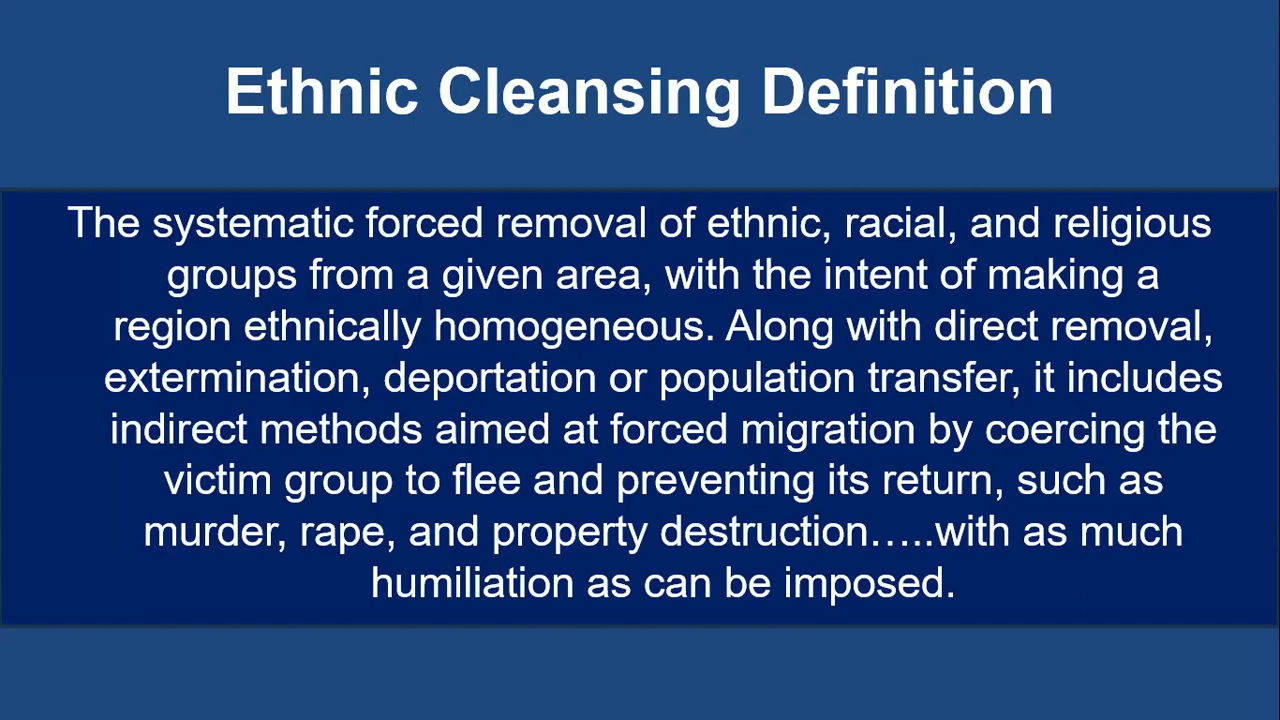 Ethnic Cleansing Definition
The systematic forced removal of ethnic, racial, and religious
groups from a given area, with the intent of making a
region ethnically homogeneous. Along with direct removal,
extermination, deportation or population transfer, it includes
indirect methods aimed at forced migration by coercing the
victim group to flee and preventing its return, such as
murder, rape, and property destruction…..with as much
humiliation as can be imposed.